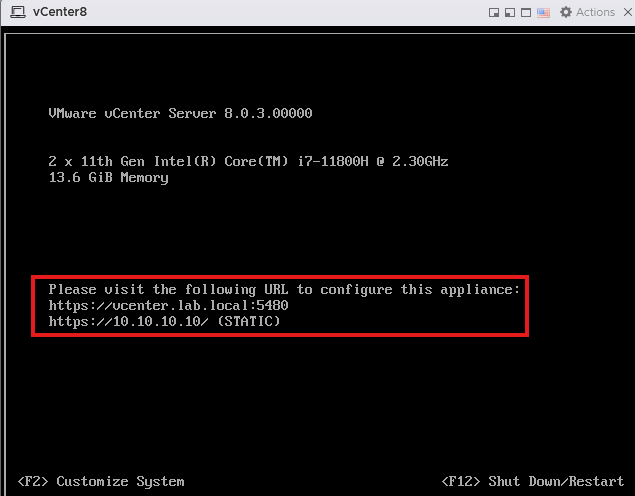 vCenter8
Actions
VMware vCenter Server 8.0.3.00000
2 x 11th Gen Intel(R) Core(TM) i7-11800H @ 2.30GHz
13.6 GiB Memory
Please visit the following URL to configure this appliance:
https://vcenter.lab.local:5480
https://10.10.10.10/ (STATIC)
<F2> Customize System
<F12> Shut Down/Restart